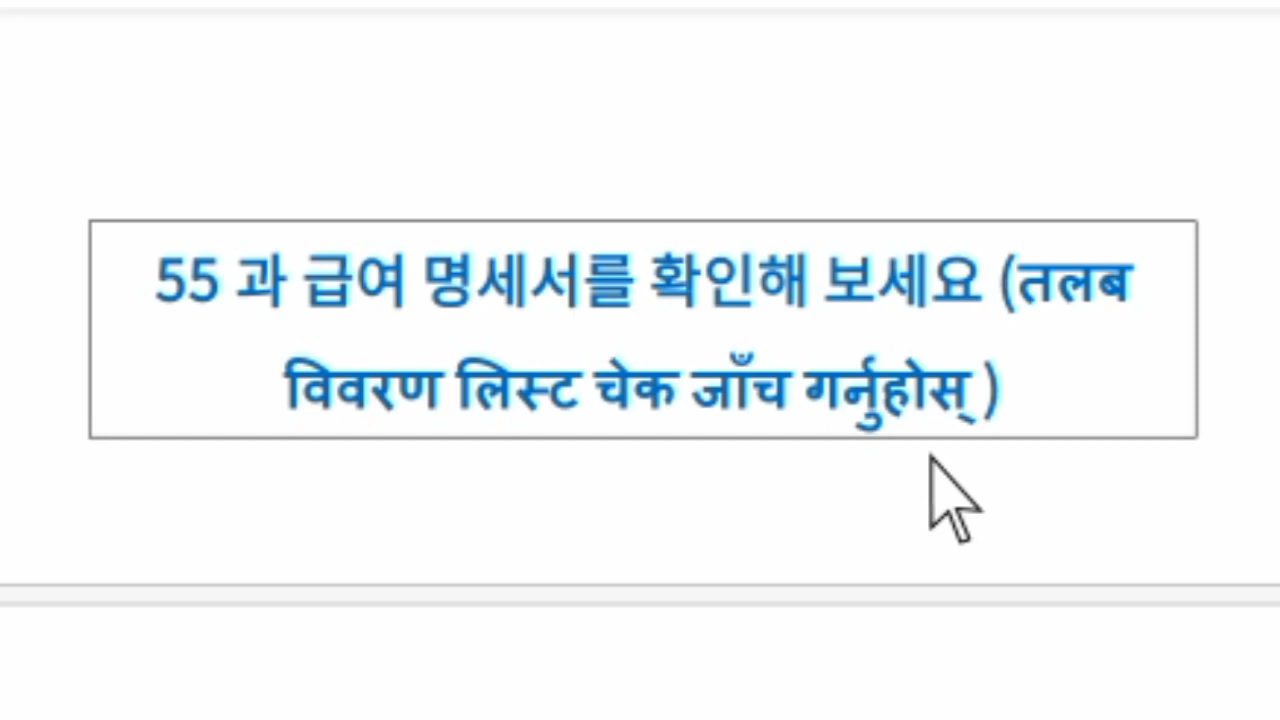 55 과 급여 명세서를 확인해 보세요 (तलब
विवरण लिस्ट चेक जाँच गर्नुहोस् )